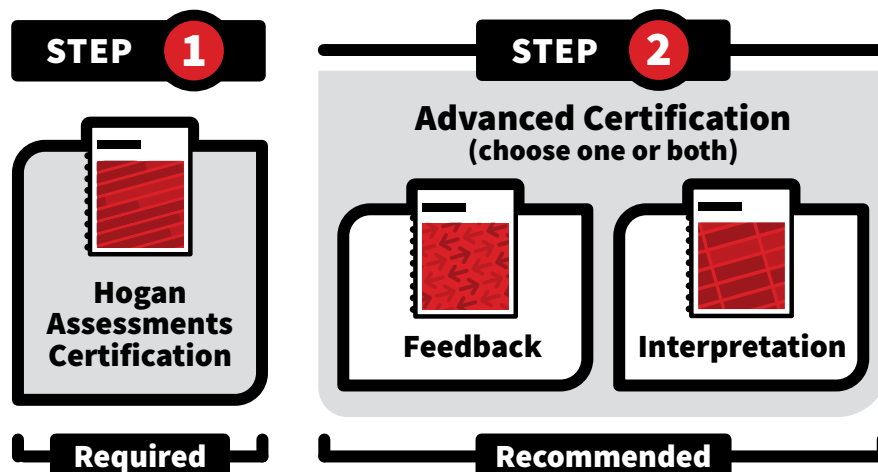 STEP 1
Hogan
Assessments
Certification
Required
STEP 2
Advanced Certification
(choose one or both)
Feedback
Interpretation
Recommended